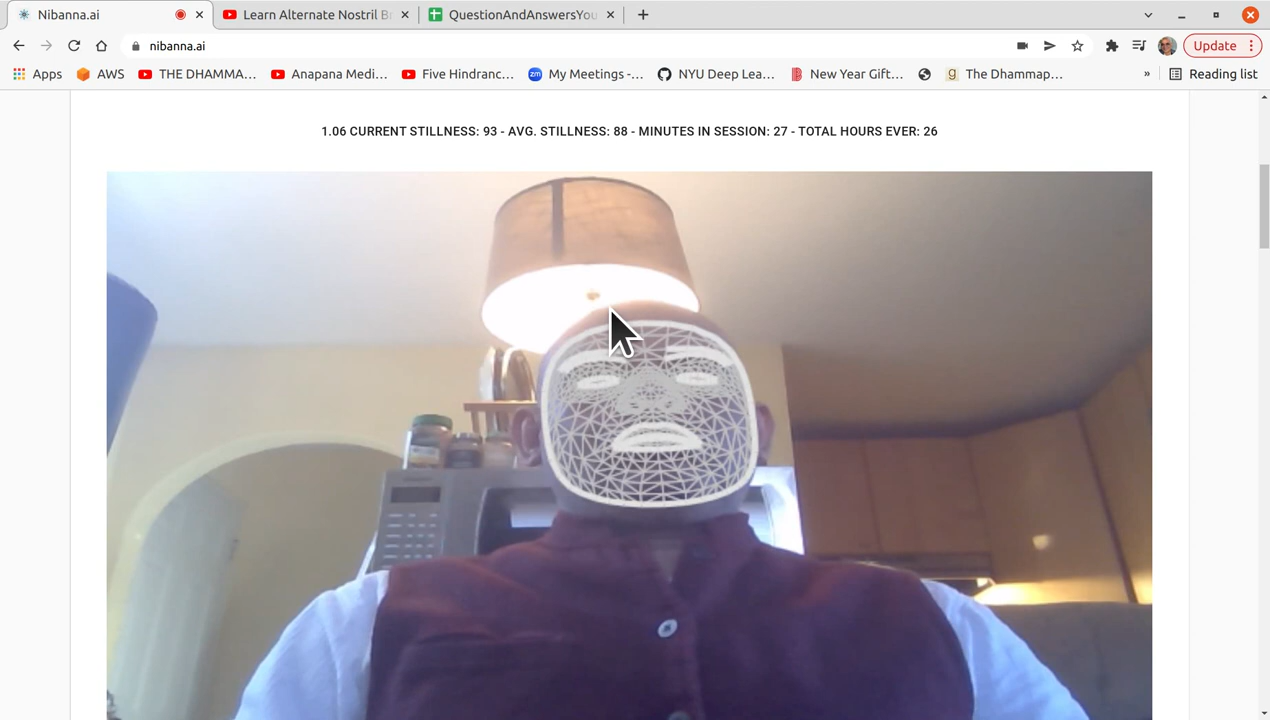 Nibanna.ai
Learn Alternate Nostril B
QuestionAndAnswersYou
nibanna.ai
Update
Apps
AWS
THE DHAMMA...
Anapana Medi...
Five Hindranc...
zm
My Meetings -...
NYU Deep Lea...
New Year Gift...
g
The Dhammap...
»
Reading list
1.06 CURRENT STILLNESS: 93 - AVG. STILLNESS: 88 - MINUTES IN SESSION: 27 - TOTAL HOURS EVER: 26